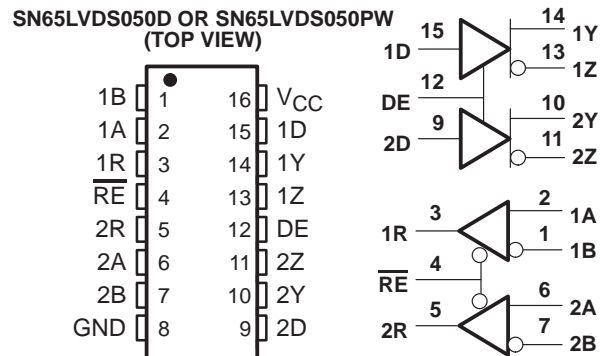 SN65LVDS050D OR SN65LVDS050PW
(TOP VIEW)
1B 1 16 VCC
1A 2 15 1D
1R 3 14 1Y
RE 4 13 1Z
2R 5 12 DE
2A 6 11 2Z
2B 7 10 2Y
GND 8 9 2D
14 1Y
15 1D
13 1Z
12 DE
10 2Y
9 2D
11 2Z
2 1A
3 1R
1 1B
4 RE
6 2A
5 2R
7 2B